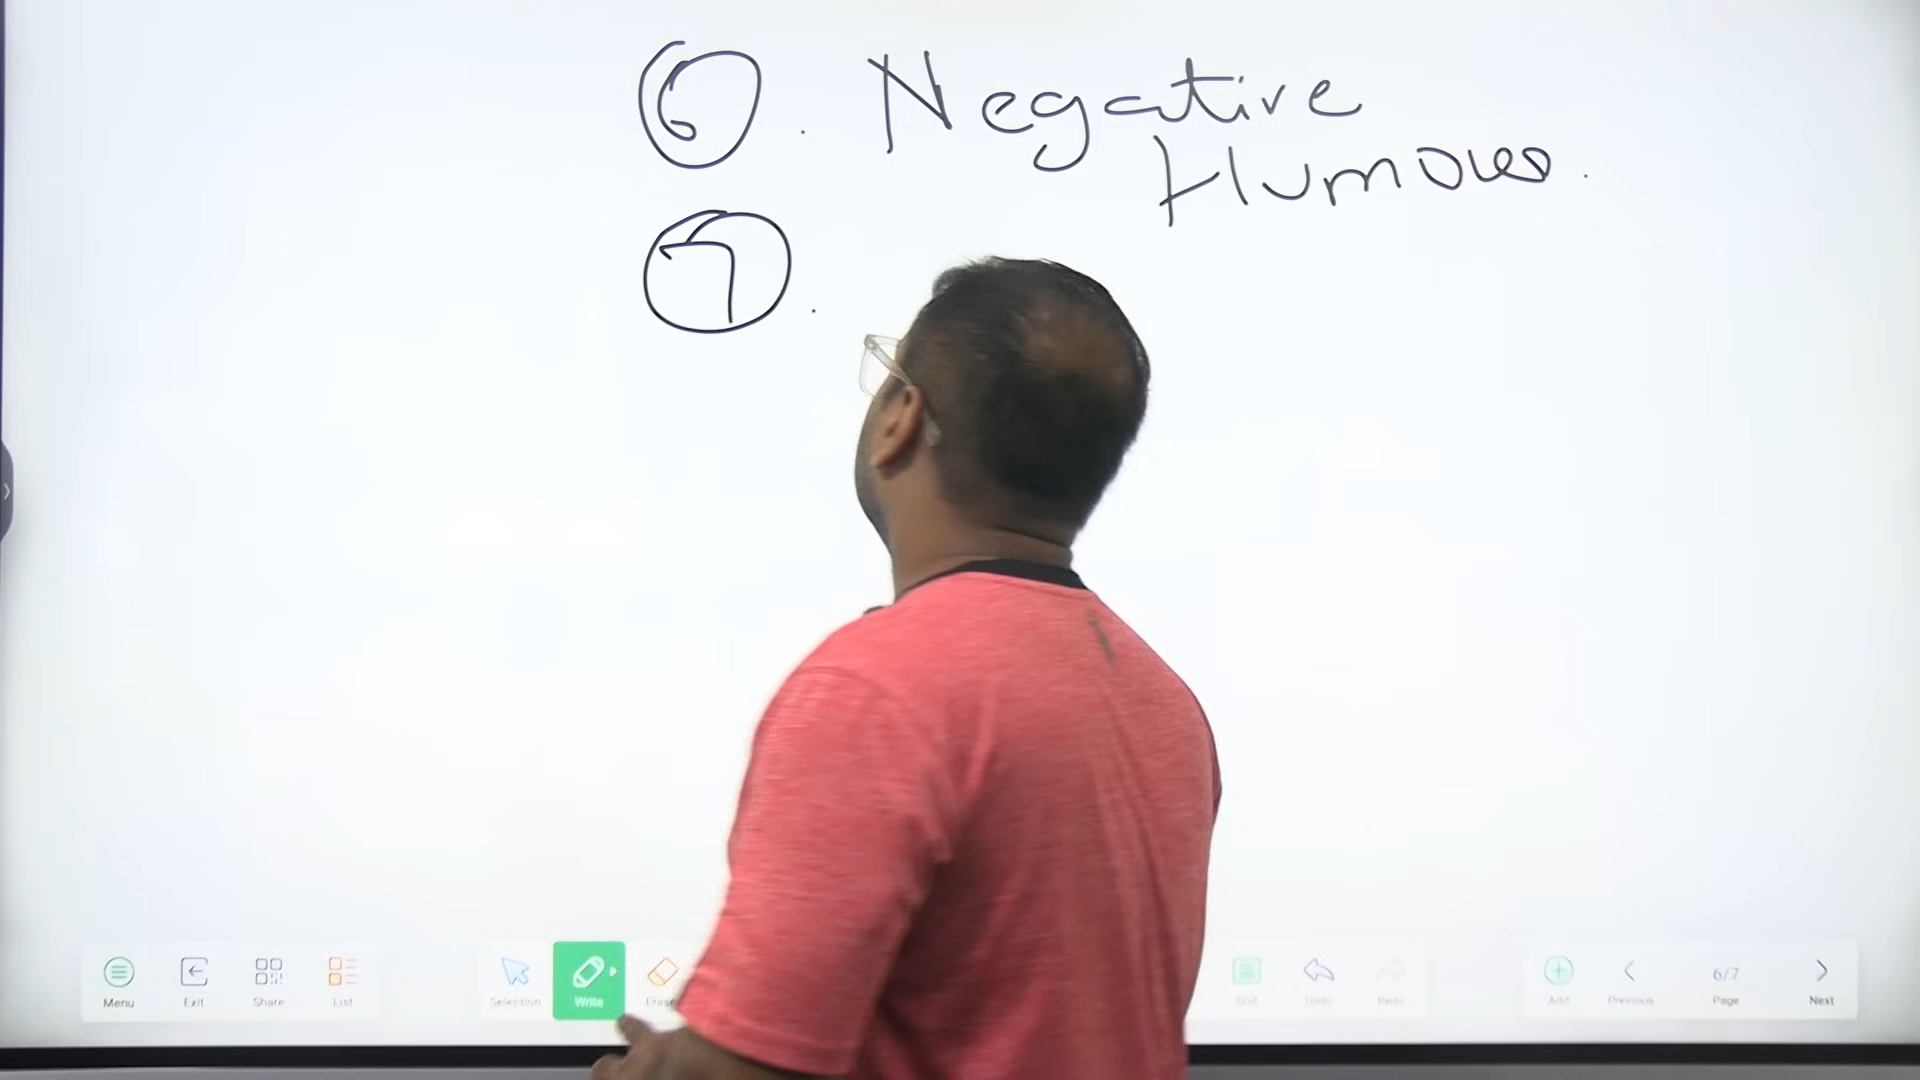 6. Negative
Humour.
7.
Menu
Exit
Share
List
Selection
Write
Erase
Grid
Undo
Redo
Add
Previous
6/7
Page
Next